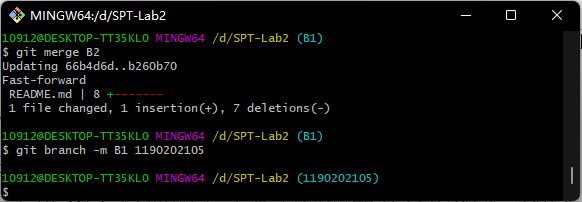 MINGW64:/d/SPT-Lab2
10912@DESKTOP-TT35KLO MINGW64 /d/SPT-Lab2 (B1)
$ git merge B2
Updating 66b4d6d..b260b70
Fast-forward
 README.md | 8 +-------
 1 file changed, 1 insertion(+), 7 deletions(-)
10912@DESKTOP-TT35KLO MINGW64 /d/SPT-Lab2 (B1)
$ git branch -m B1 1190202105
10912@DESKTOP-TT35KLO MINGW64 /d/SPT-Lab2 (1190202105)
$